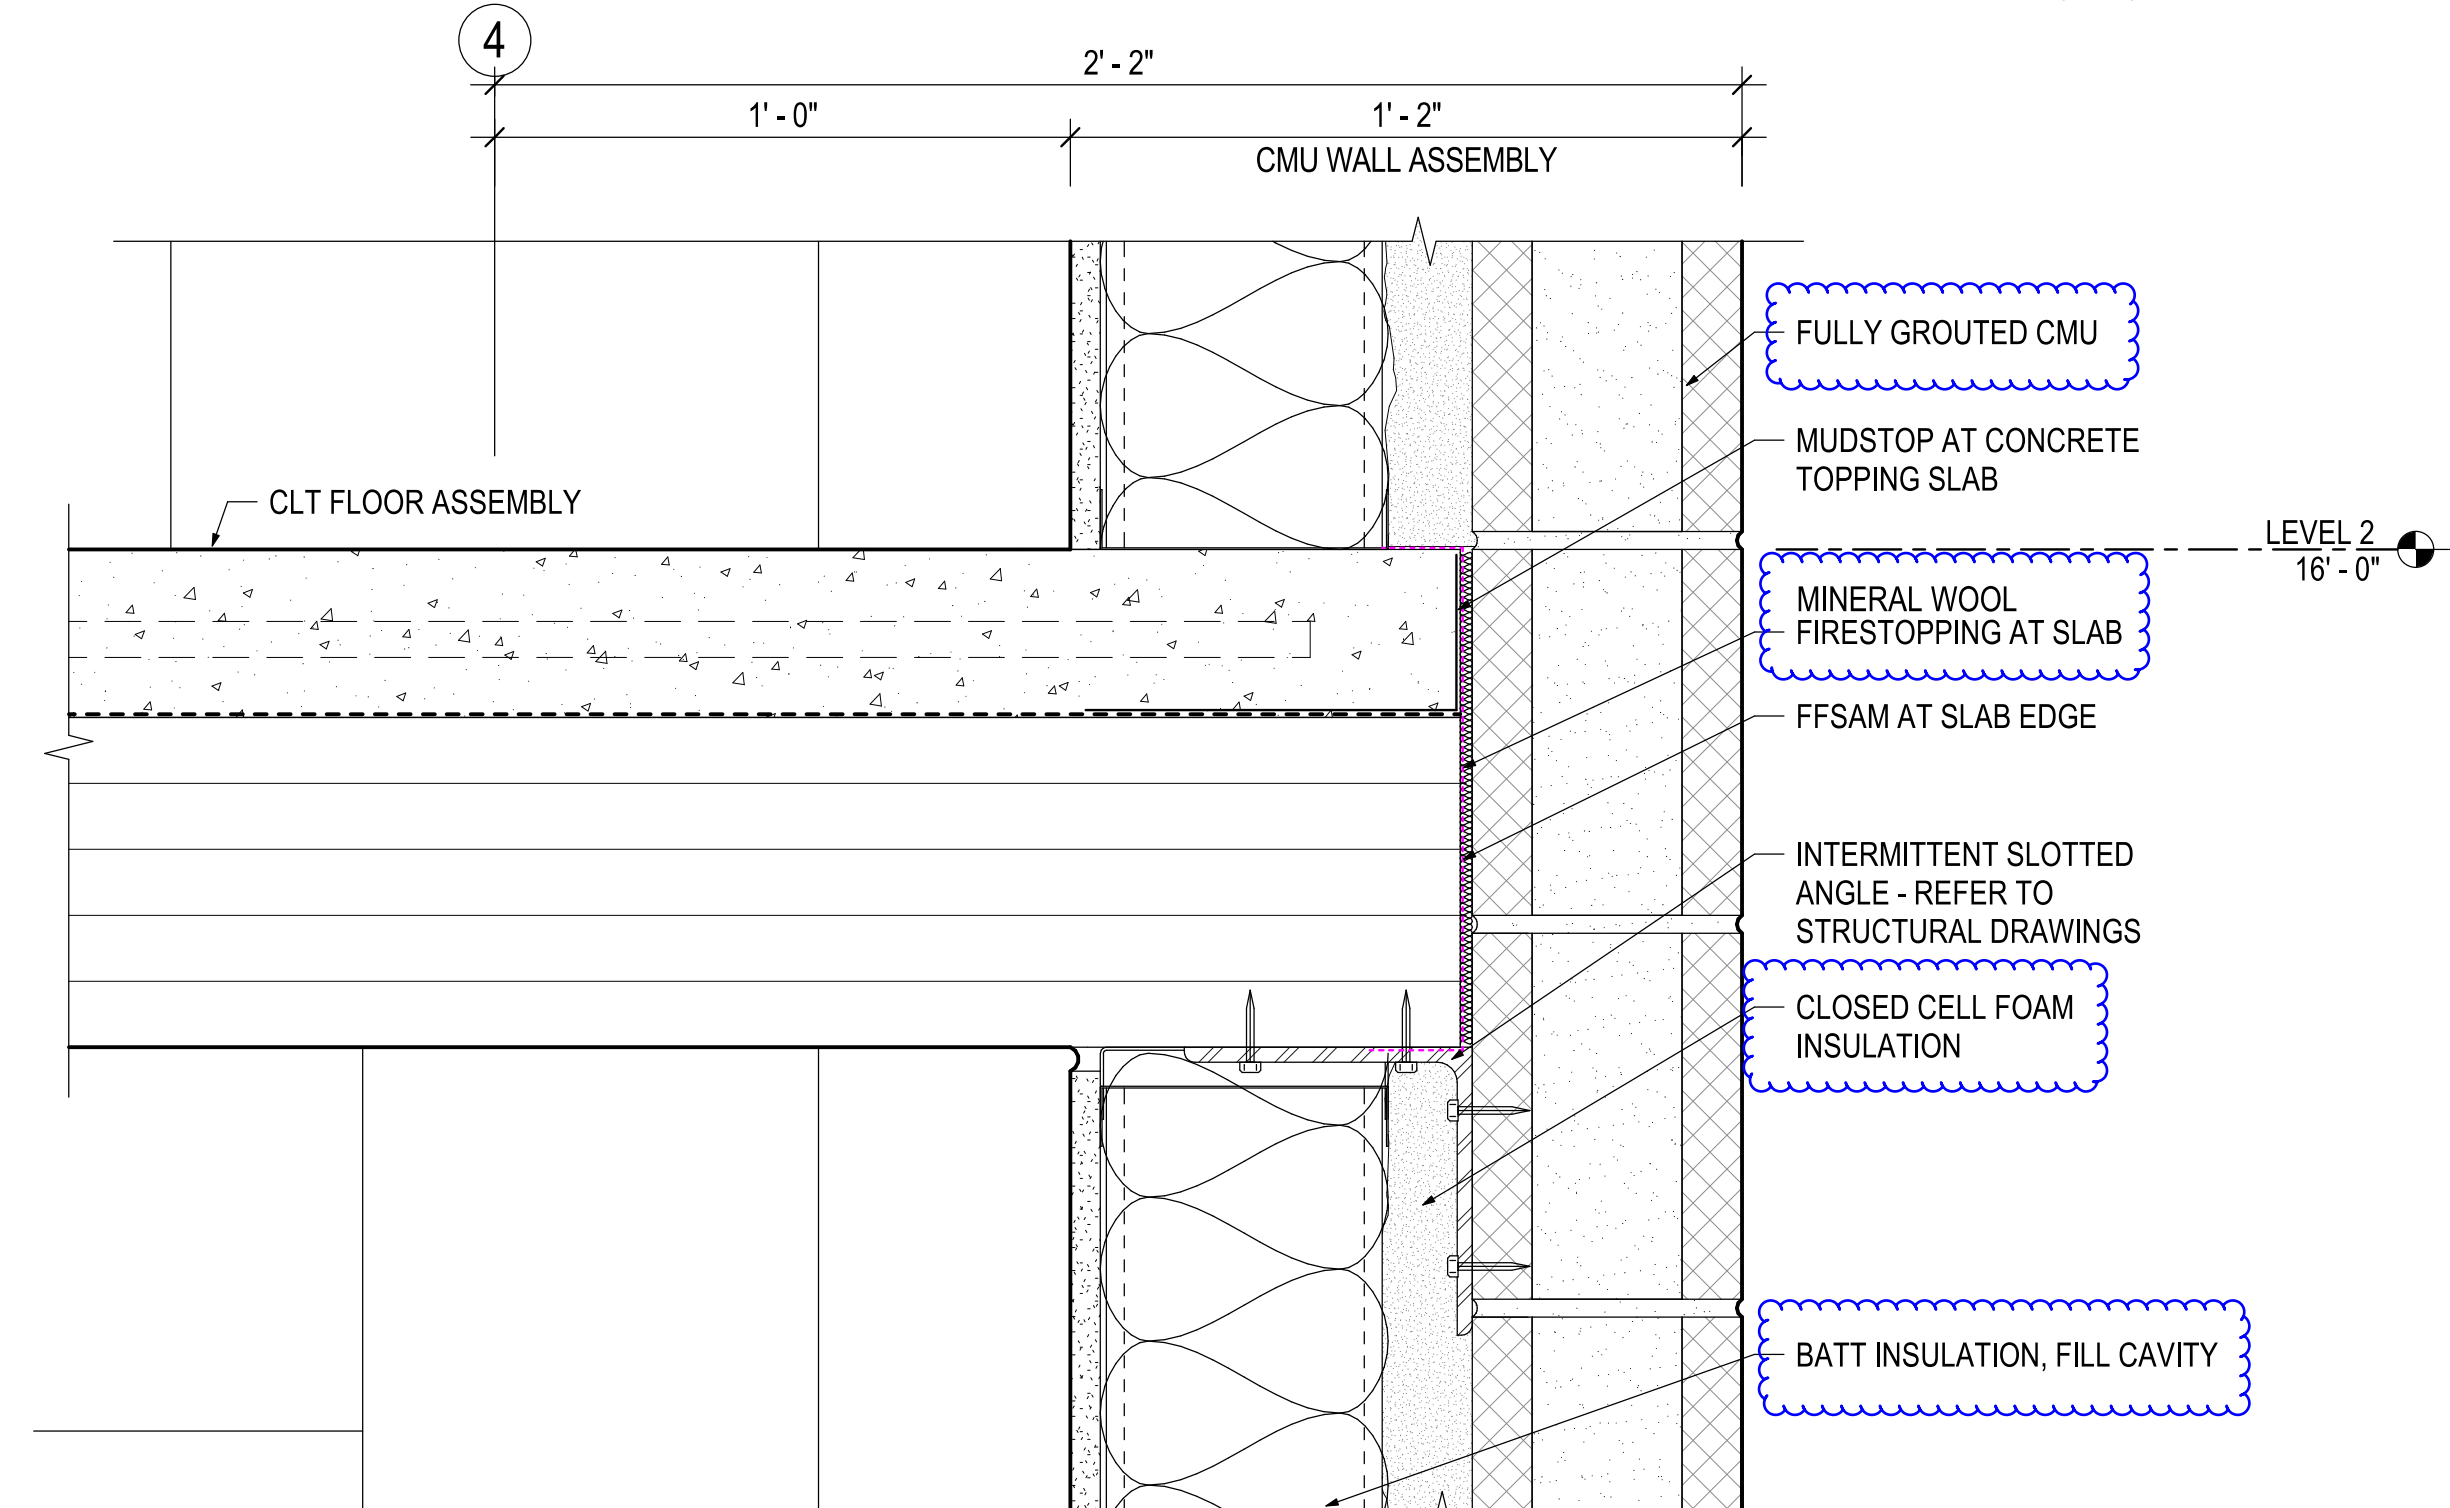 4
2' - 2"
1' - 0"
1' - 2"
CMU WALL ASSEMBLY
FULLY GROUTED CMU
MUDSTOP AT CONCRETE
TOPPING SLAB
CLT FLOOR ASSEMBLY
LEVEL 2
16' - 0"
MINERAL WOOL
FIRESTOPPING AT SLAB
FFSAM AT SLAB EDGE
INTERMITTENT SLOTTED
ANGLE - REFER TO
STRUCTURAL DRAWINGS
CLOSED CELL FOAM
INSULATION
BATT INSULATION, FILL CAVITY